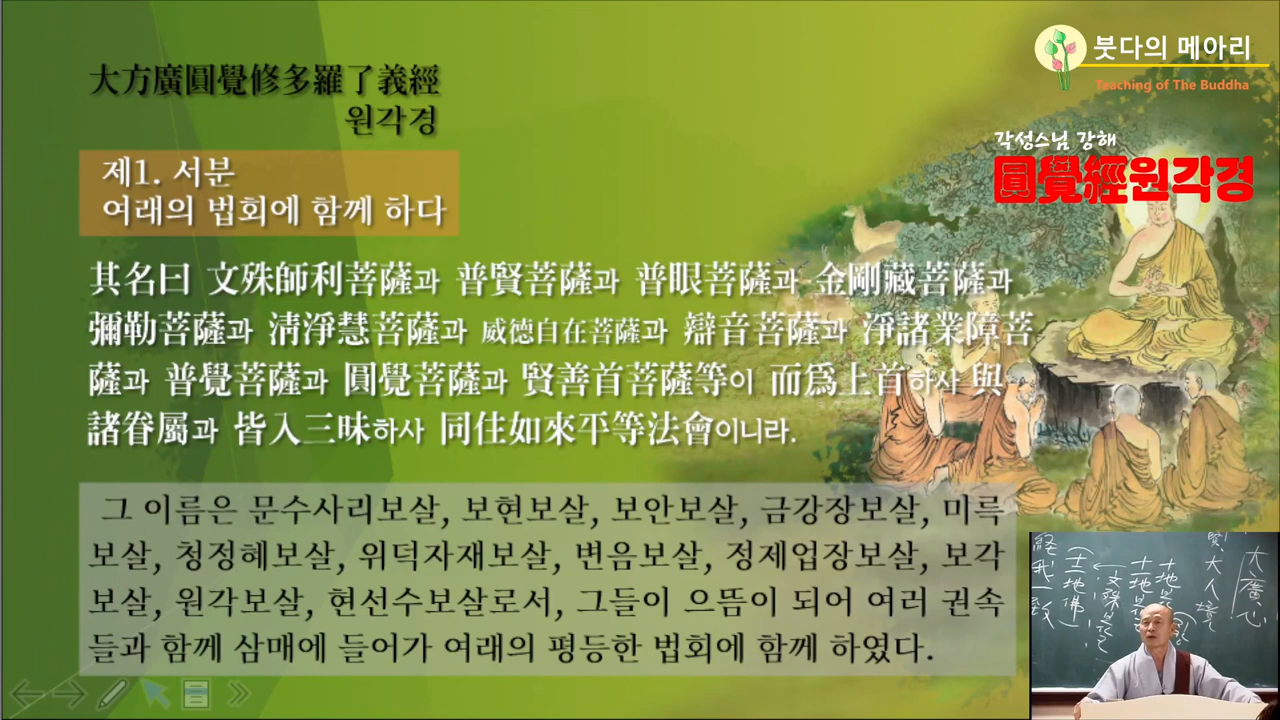 大方廣圓覺修多羅了義經
원각경
붓다의 메아리
Teaching of The Buddha
각성스님 강해
圓覺經원각경
제1. 서분
여래의 법회에 함께 하다
其名曰 文殊師利菩薩과 普賢菩薩과 普眼菩薩과 金剛藏菩薩과
彌勒菩薩과 淸淨慧菩薩과 威德自在菩薩과 辯音菩薩과 淨諸業障菩
薩과 普覺菩薩과 圓覺菩薩과 賢善首菩薩等이 而爲上首하사 與
諸眷屬과 皆入三昧하사 同住如來平等法會이니라.
그 이름은 문수사리보살, 보현보살, 보안보살, 금강장보살, 미륵
보살, 청정혜보살, 위덕자재보살, 변음보살, 정제업장보살, 보각
보살, 원각보살, 현선수보살로서, 그들이 으뜸이 되어 여러 권속
들과 함께 삼매에 들어가 여래의 평등한 법회에 함께 하였다.
大廣心
大人境